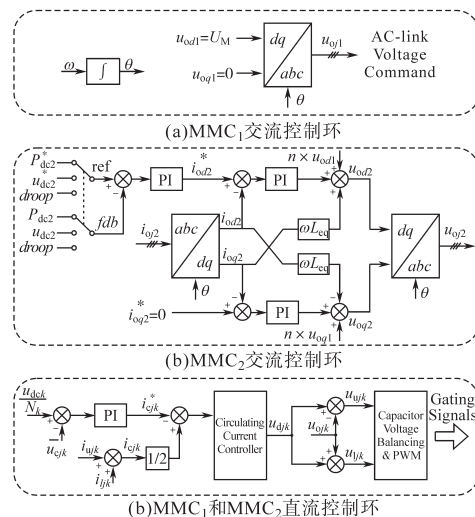 u_od1=U_M
u_oq1=0
dq
abc
u_oj1
AC-link
Voltage
Command
ω
∫
θ
θ
(a)MMC₁交流控制环
P*_dc2
u*_dc2
droop
ref
PI
i*_od2
PI
n × u_od1
u_od2
P_dc2
u_dc2
droop
fdb
i_oj2
abc
dq
i_od2
i_oq2
ωL_eq
ωL_eq
dq
abc
u_oj2
θ
θ
i*_oq2=0
PI
n × u_oq1
u_oq2
(b)MMC₂交流控制环
u_dck
N_k
PI
i*_cjk
u_cjk
i_ujk
i_cjk
1/2
i_ljk
Circulating
Current
Controller
u_djk
u_ujk
u_ojk
u_ljk
Capacitor
Voltage
Balancing
& PWM
Gating
Signals
(b)MMC₁和MMC₂直流控制环